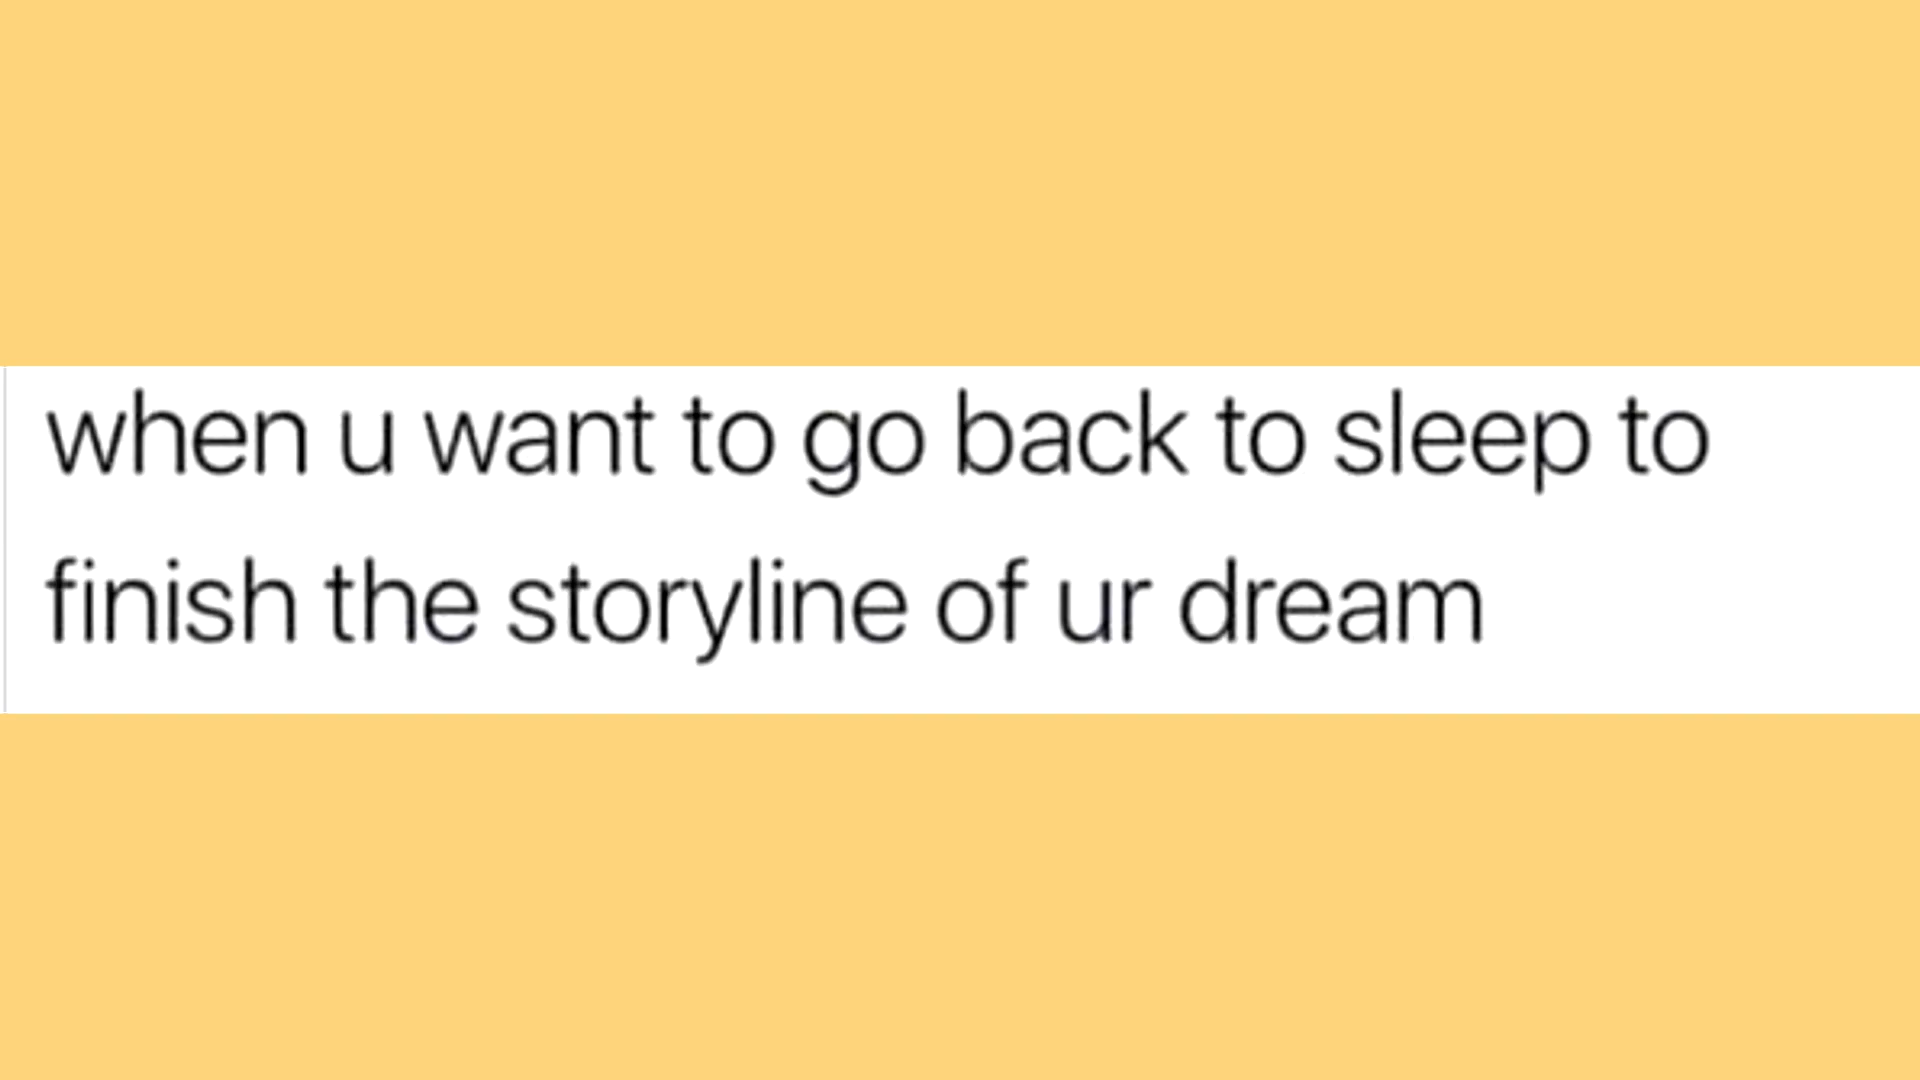 when u want to go back to sleep to
finish the storyline of ur dream